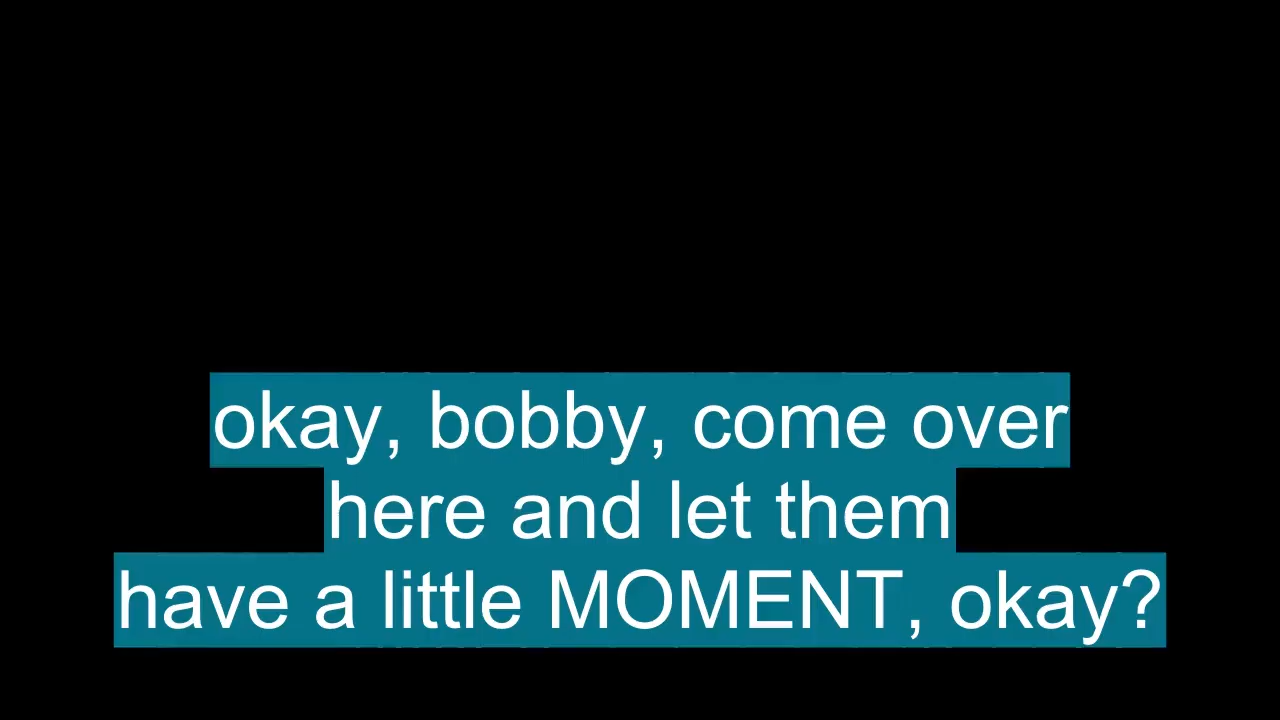 okay, bobby, come over
here and let them
have a little MOMENT, okay?